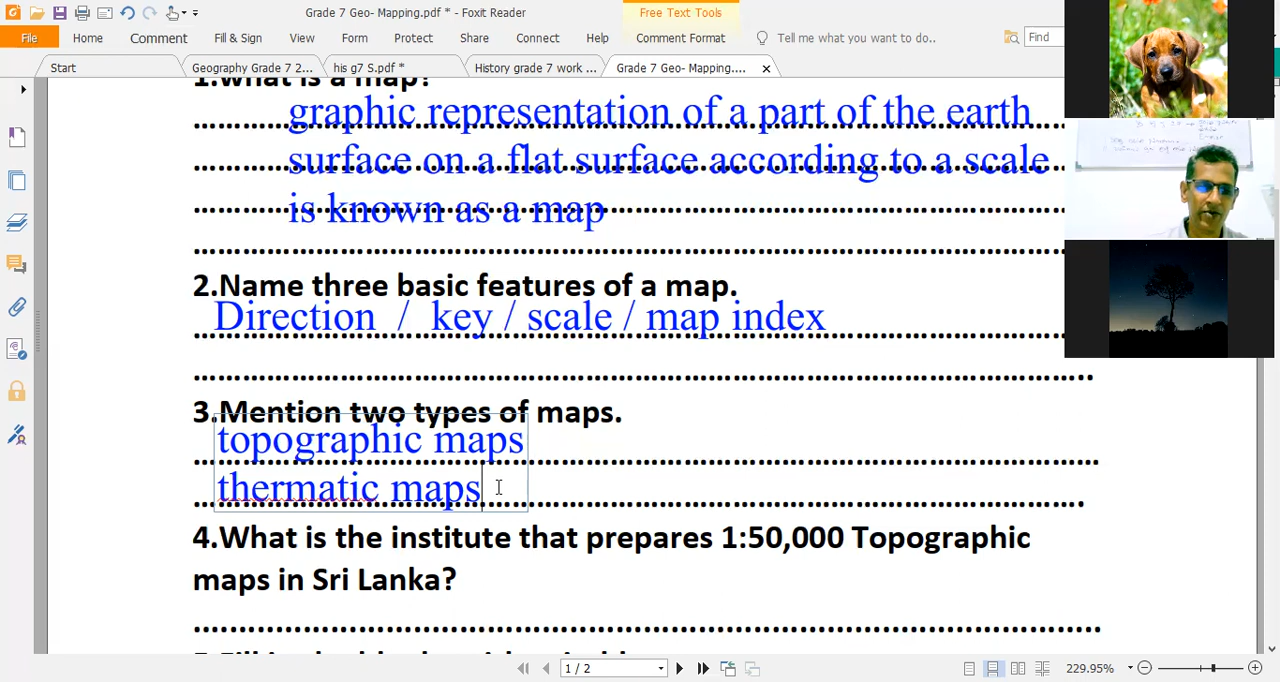 Grade 7 Geo- Mapping.pdf * - Foxit Reader
Free Text Tools
File Home Comment Fill & Sign View Form Protect Share Connect Help Comment Format Tell me what you want to do.. Find
Start Geography Grade 7 2... his g7 S.pdf * History grade 7 work ... Grade 7 Geo- Mapping....
1.What is a map?
graphic representation of a part of the earth
surface on a flat surface according to a scale
is known as a map
2.Name three basic features of a map.
Direction / key / scale / map index
3.Mention two types of maps.
topographic maps
thermatic maps
4.What is the institute that prepares 1:50,000 Topographic
maps in Sri Lanka?
1 / 2
229.95%